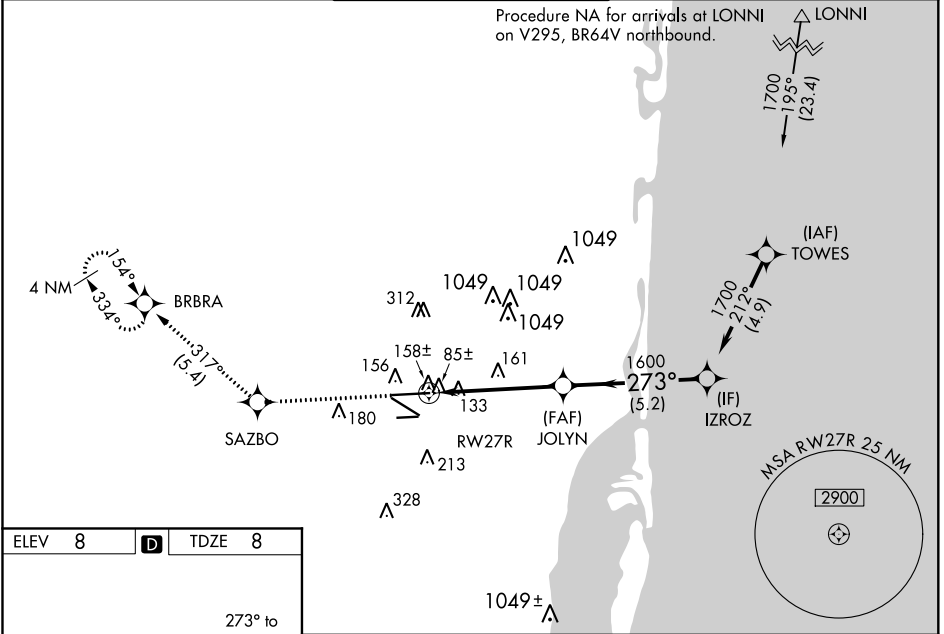 Procedure NA for arrivals at LONNI
on V295, BR64V northbound.
LONNI
1700
195°
(23.4)
(IAF)
TOWES
1700
212°
(4.9)
1049
1049
1049
1049
312
4 NM
154°
334°
BRBRA
317°
(5.4)
158±
85±
161
156
133
180
SAZBO
RW27R
(FAF)
JOLYN
1600
273°
(5.2)
(IF)
IZROZ
213
328
MSA RW27R 25 NM
2900
ELEV 8 D TDZE 8
273° to
1049±